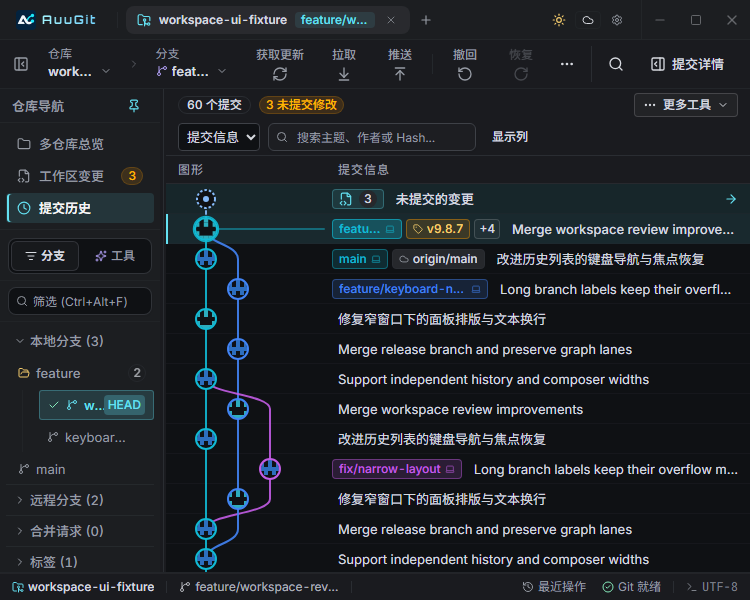 AuuGit
workspace-ui-fixture feature/w...
仓库
work...
分支
feat...
获取更新
拉取
推送
撤回
恢复
提交详情
仓库导航
多仓库总览
工作区变更 3
提交历史
分支
工具
筛选 (Ctrl+Alt+F)
本地分支 (3)
feature 2
w... HEAD
keyboar...
main
远程分支 (2)
合并请求 (0)
标签 (1)
60 个提交
3 未提交修改
更多工具
提交信息
搜索主题、作者或 Hash...
显示列
图形 提交信息
3 未提交的变更
featu... v9.8.7 +4 Merge workspace review improve...
main origin/main 改进历史列表的键盘导航与焦点恢复
feature/keyboard-n... Long branch labels keep their overfl...
修复窄窗口下的面板排版与文本换行
Merge release branch and preserve graph lanes
Support independent history and composer widths
Merge workspace review improvements
改进历史列表的键盘导航与焦点恢复
fix/narrow-layout Long branch labels keep their overflow m...
修复窄窗口下的面板排版与文本换行
Merge release branch and preserve graph lanes
Support independent history and composer widths
workspace-ui-fixture
feature/workspace-rev...
最近操作
Git 就绪
UTF-8